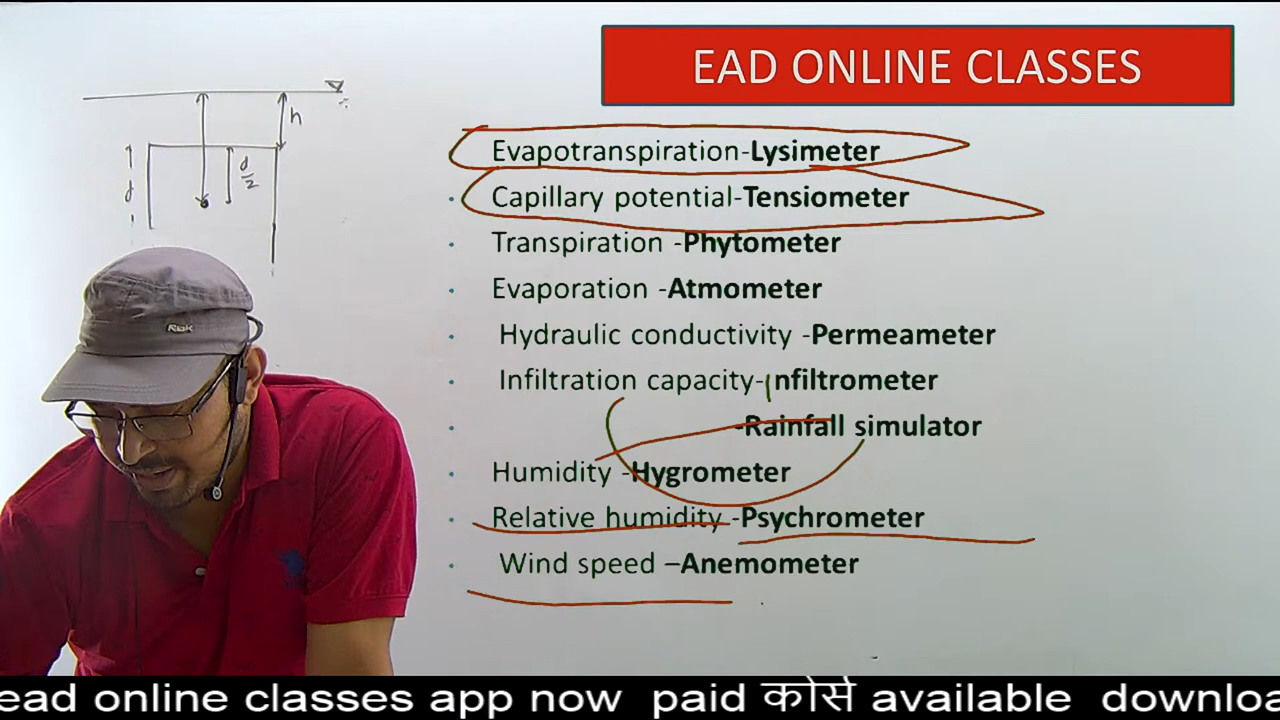 EAD ONLINE CLASSES
h
d
d/2
Evapotranspiration-Lysimeter
Capillary potential-Tensiometer
Transpiration -Phytometer
Evaporation -Atmometer
Hydraulic conductivity -Permeameter
Infiltration capacity-Infiltrometer
-Rainfall simulator
Humidity -Hygrometer
Relative humidity -Psychrometer
Wind speed –Anemometer
ead online classes app now paid कोर्स available downloa